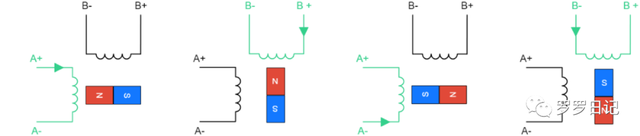 B- B+ B- B+ B- B+ B- B+
A+ A+ A+ A+
N S N S S N S N
A- A- A- A-
罗罗日记